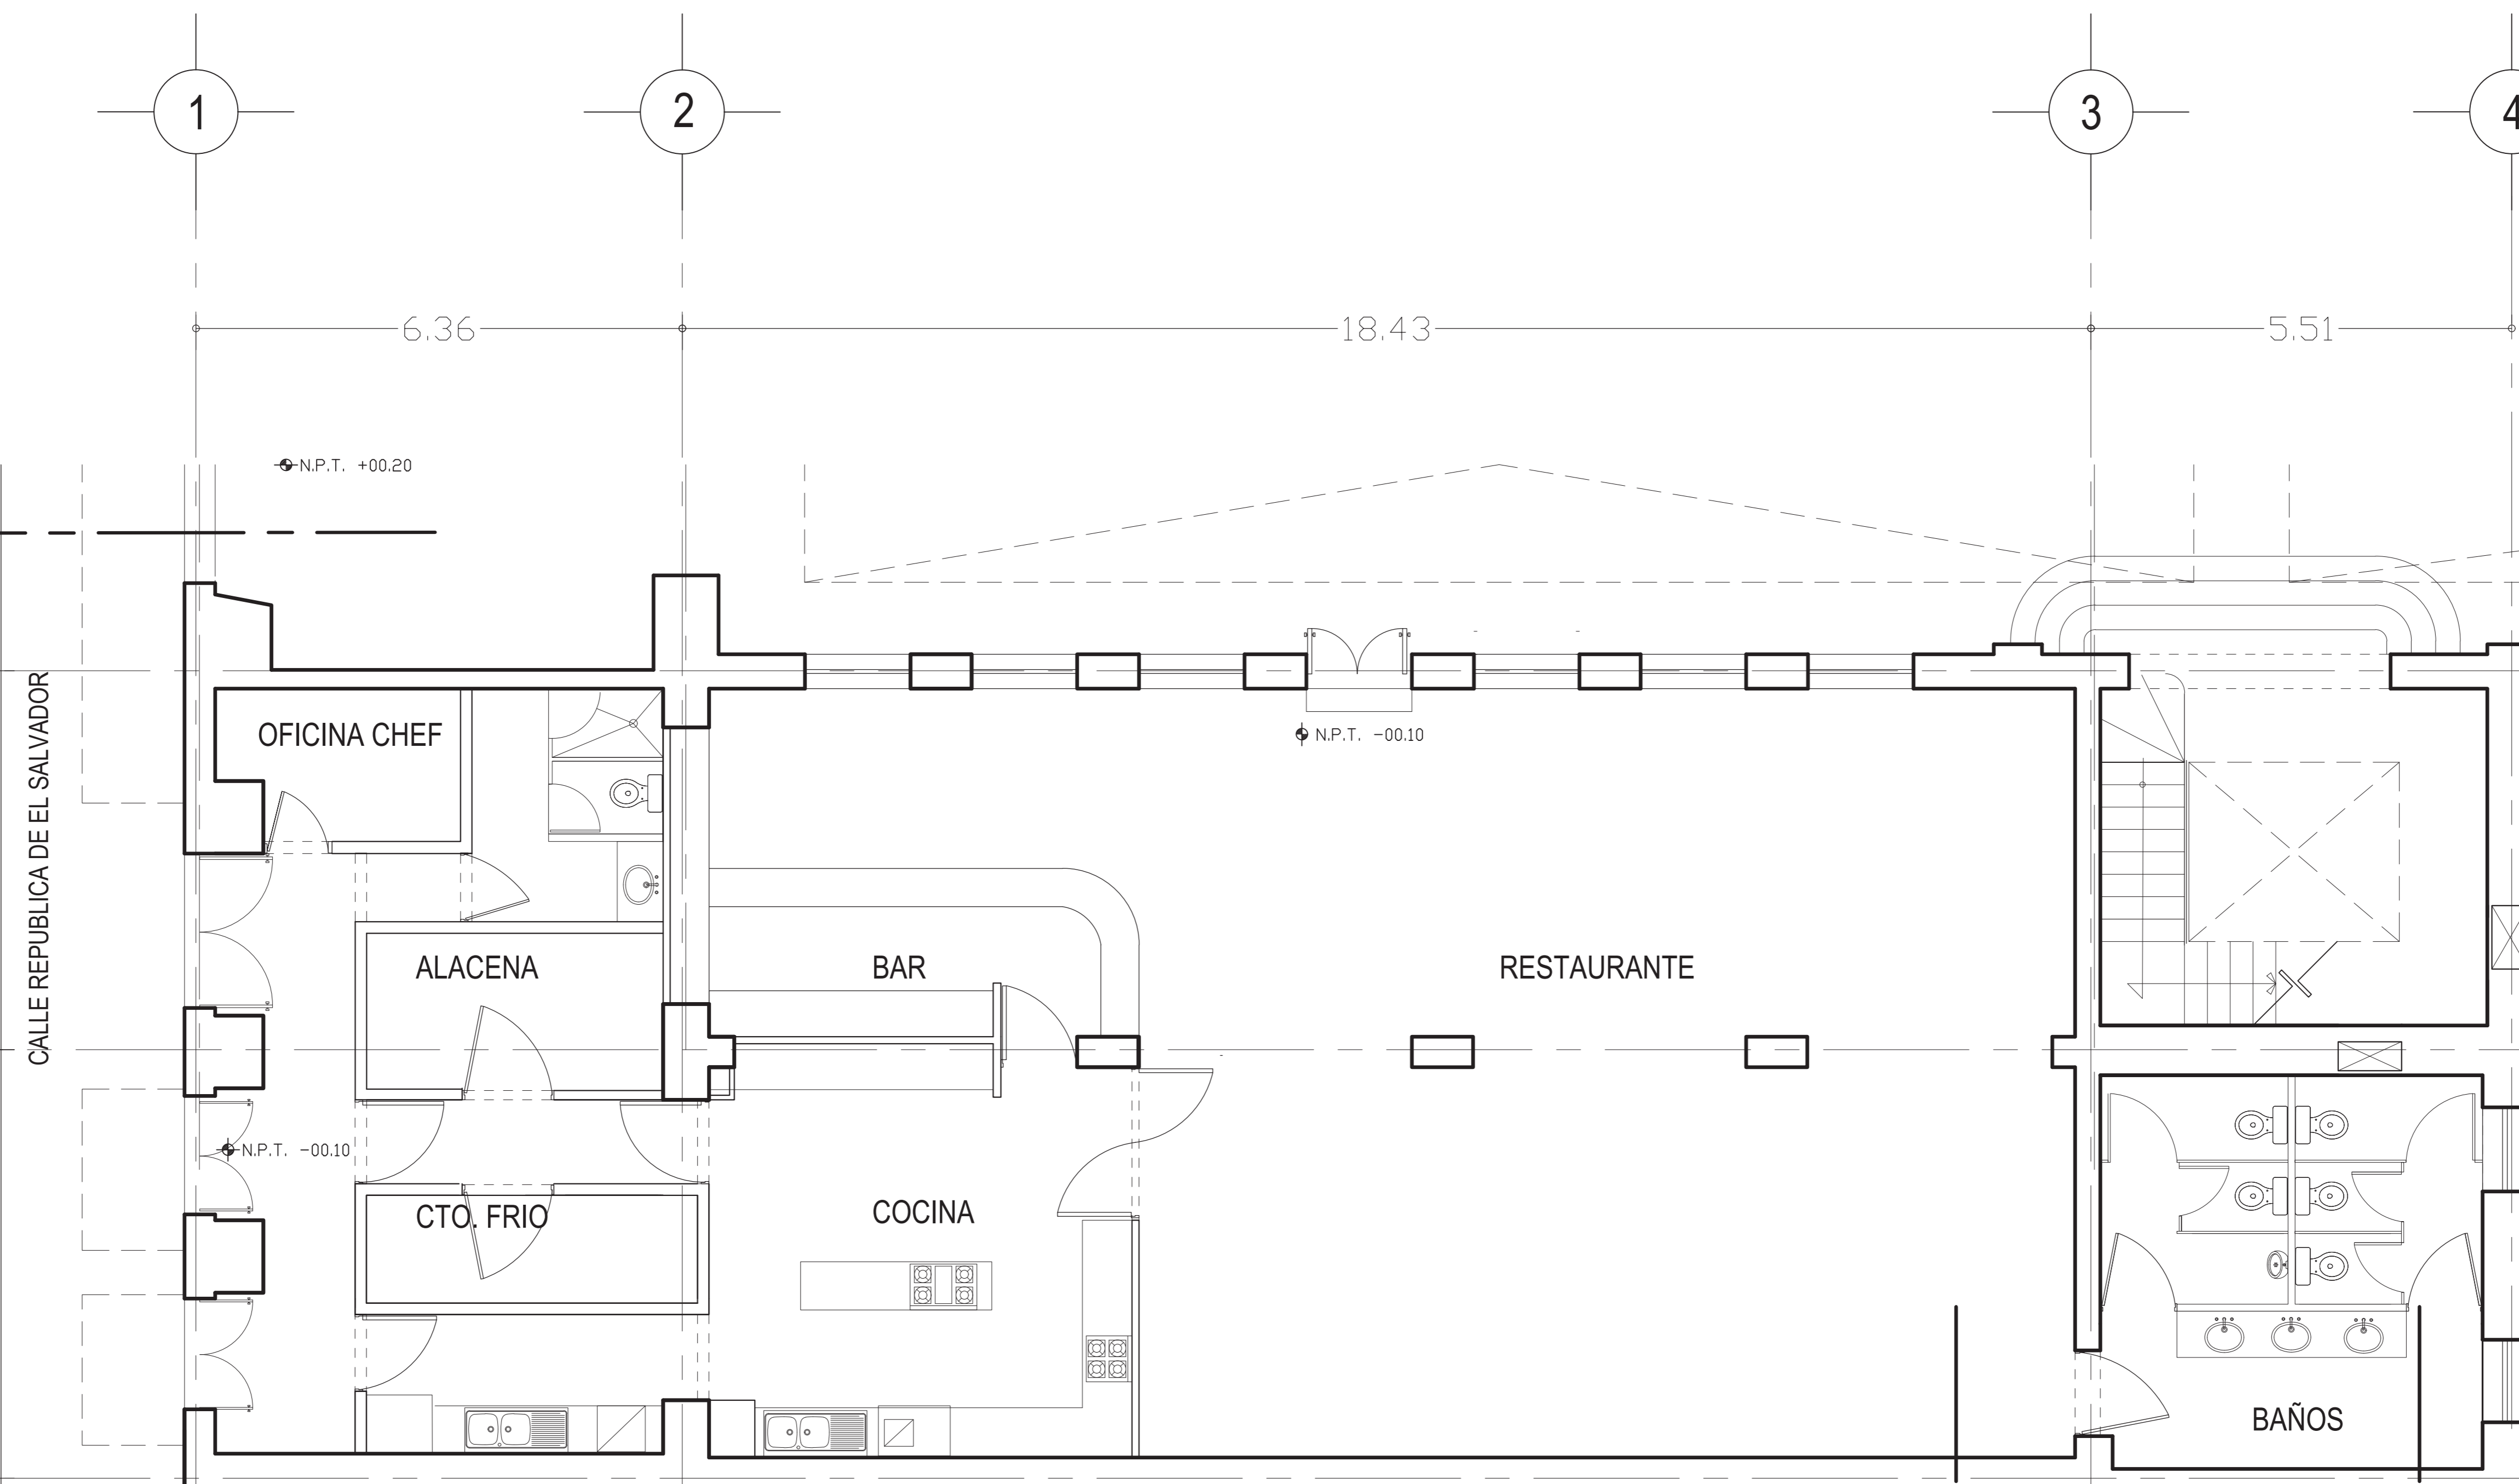 1
2
3
4
6.36
18.43
5.51
N.P.T. +00.20
OFICINA CHEF
N.P.T. -00.10
CALLE REPUBLICA DE EL SALVADOR
ALACENA
BAR
RESTAURANTE
N.P.T. -00.10
CTO. FRIO
COCINA
BAÑOS